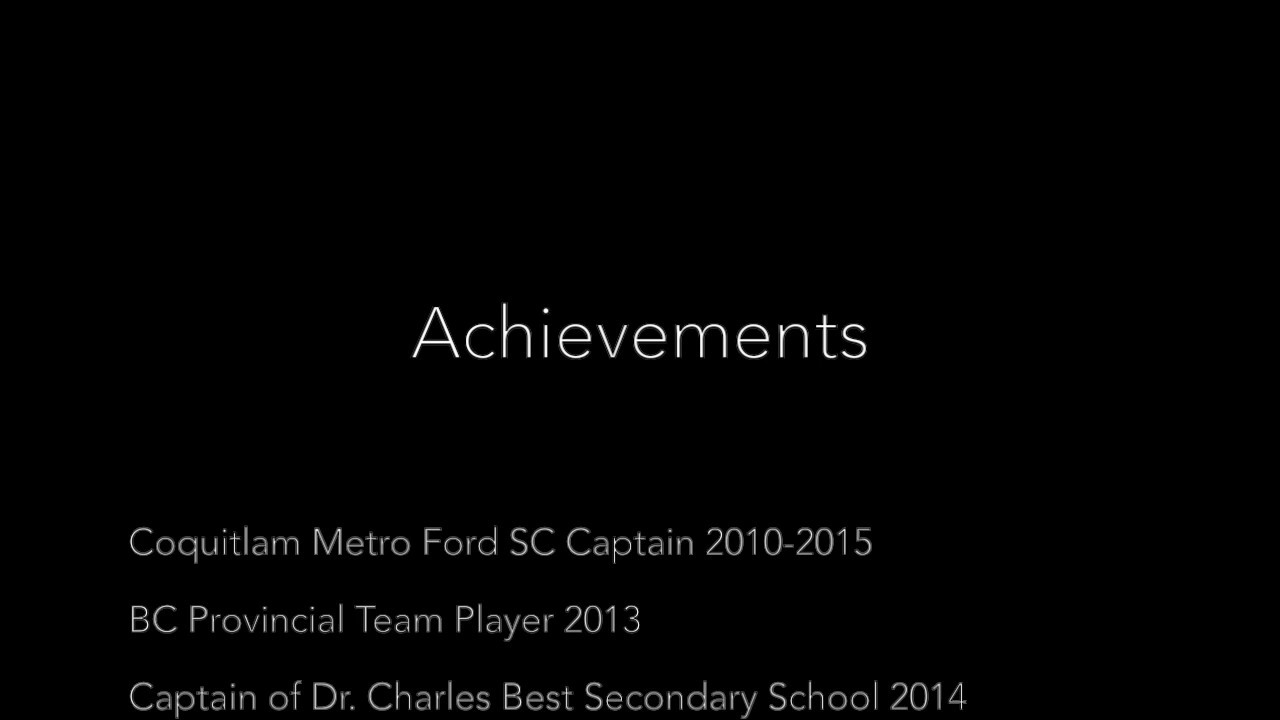 Achievements
Coquitlam Metro Ford SC Captain 2010-2015
BC Provincial Team Player 2013
Captain of Dr. Charles Best Secondary School 2014